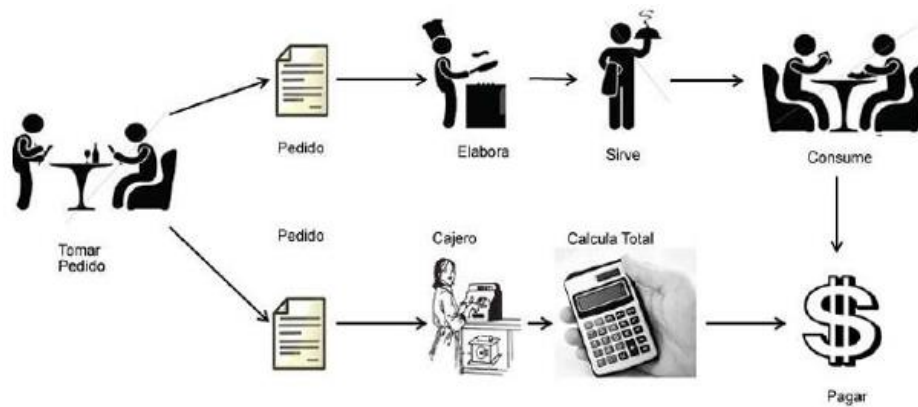 Pedido
Elabora
Sirve
Consume
Tomar
Pedido
Pedido
Cajero
Calcula Total
$
Pagar